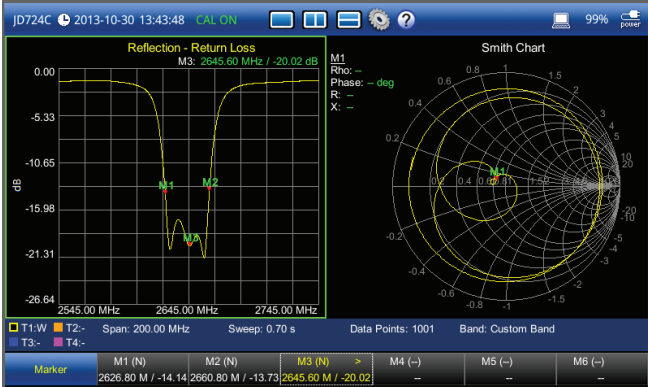 JD724C 2013-10-30 13:43:48 CAL ON ? 99% power
Reflection - Return Loss
M3: 2645.60 MHz / -20.02 dB
0.00
-5.33
-10.65
dB
-15.98
-21.31
-26.64
M1 M2
M3
2545.00 MHz 2645.00 MHz 2745.00 MHz
Smith Chart
M1
Rho: --
Phase: -- deg
R: --
X: --
0.8 1 1.5
0.6 2
0.4 3
4
5
0.2 10
20
M1
0.2 0.4 0.6 0.8 1 1.5
-20
-10
-0.2 -5
-4
-3
-0.4 -2
-0.6 -1.5
-0.8 -1
T1:W T2:- Span: 200.00 MHz Sweep: 0.70 s Data Points: 1001 Band: Custom Band
T3:- T4:-
Marker M1 (N) M2 (N) M3 (N) > M4 (--) M5 (--) M6 (--)
2626.80 M / -14.14 2660.80 M / -13.73 2645.60 M / -20.02 -- -- --